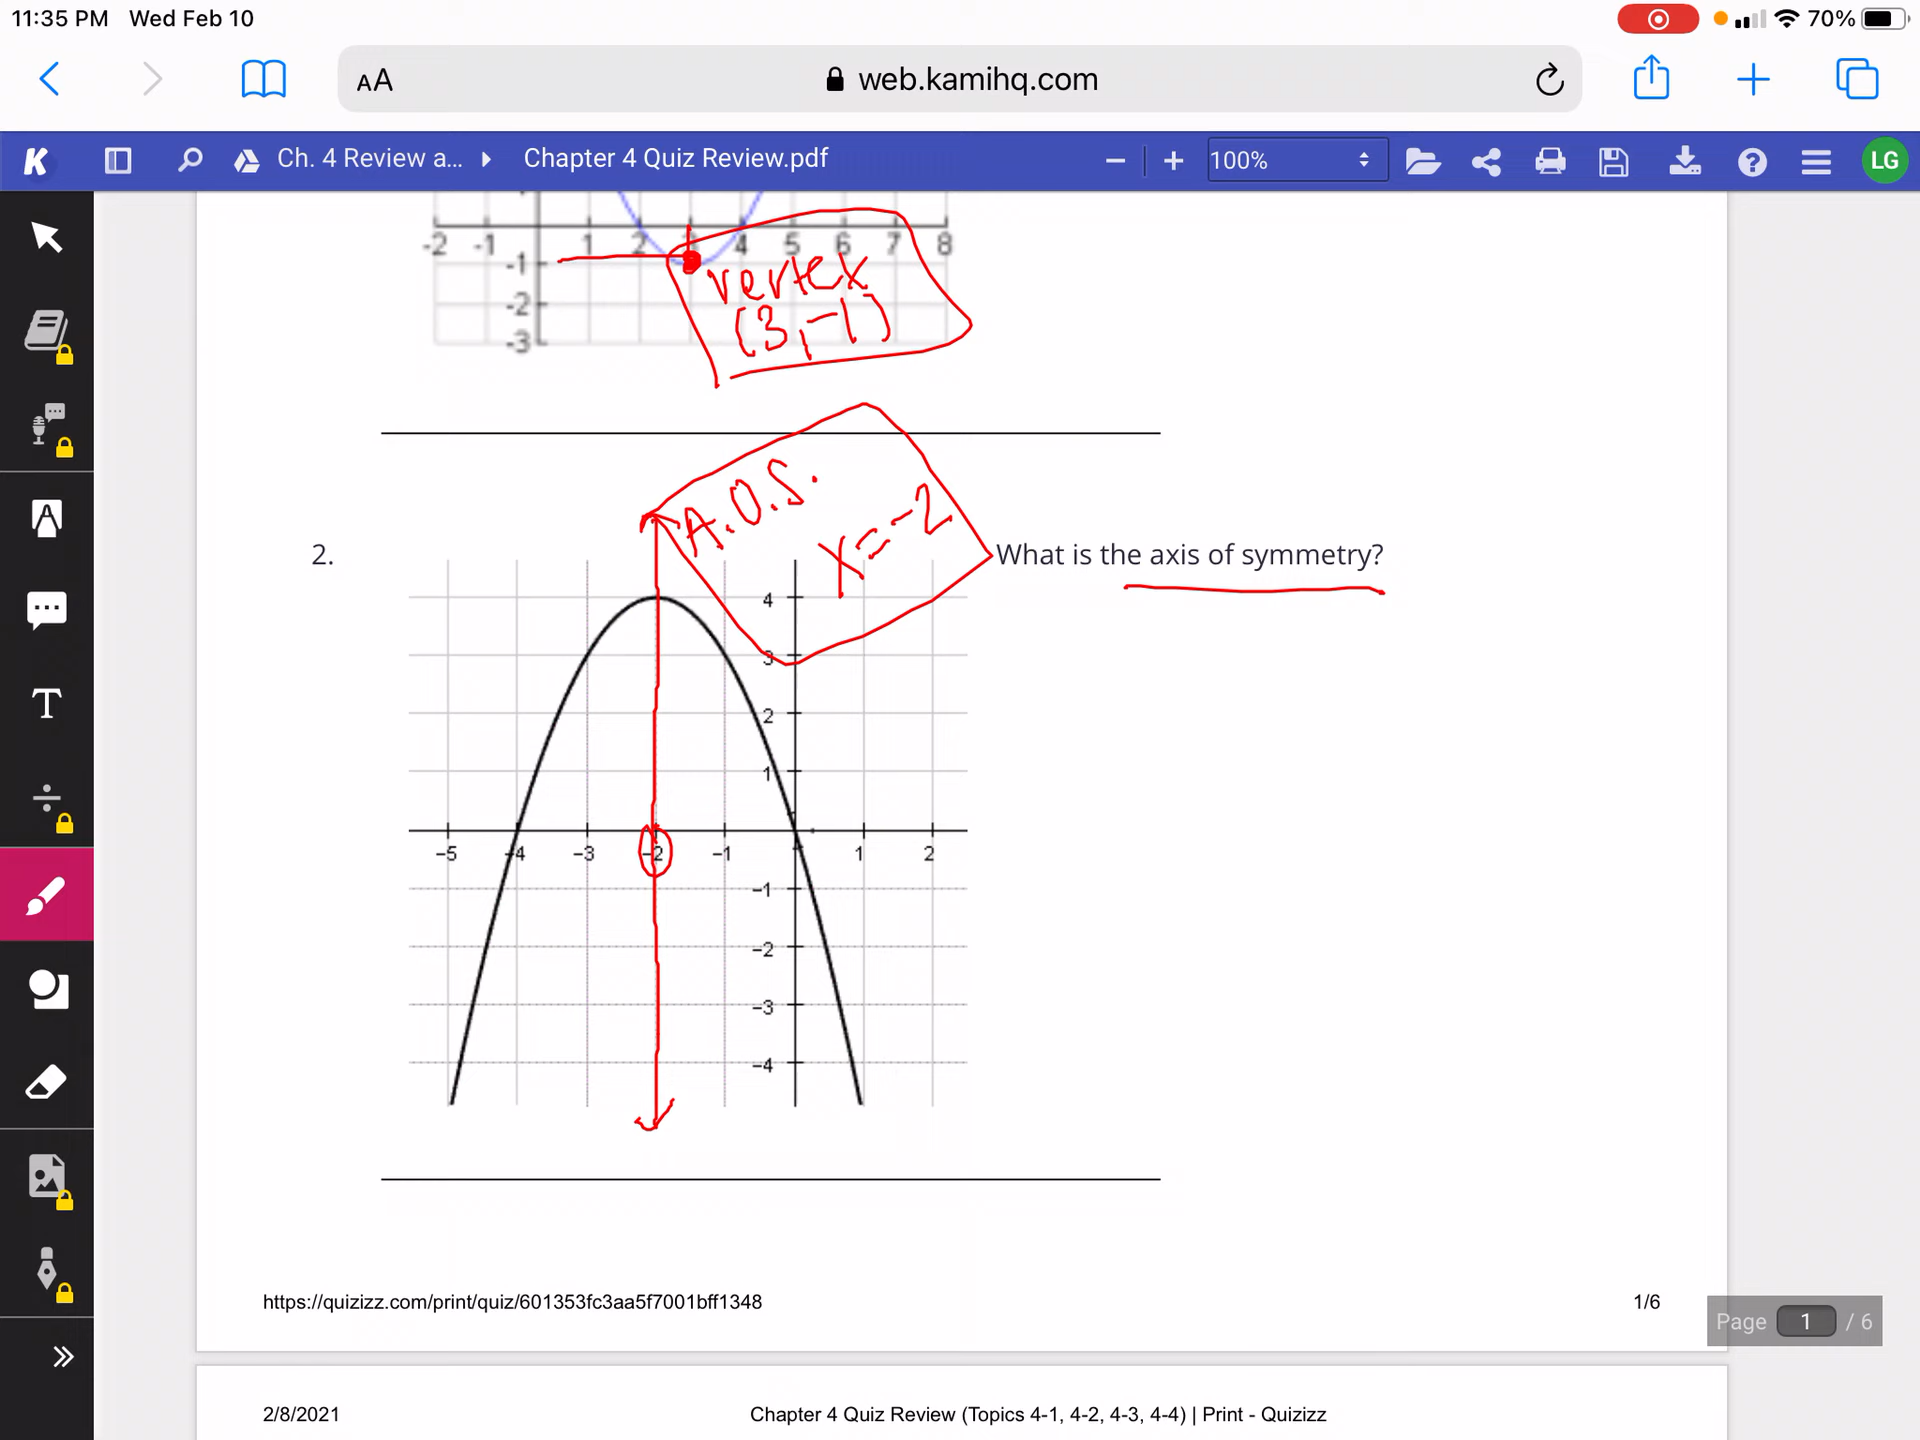 11:35 PM Wed Feb 10
70%
AA web.kamihq.com
K Ch. 4 Review a... Chapter 4 Quiz Review.pdf
100%
LG
-2 -1 1 2 3 4 5 6 7 8
-1
-2
-3
vertex
(3,-1)
A.O.S.
x=-2
2.
What is the axis of symmetry?
4
3
2
1
-5 -4 -3 -2 -1 1 2
-1
-2
-3
-4
https://quizizz.com/print/quiz/601353fc3aa5f7001bff1348
1/6
Page 1 / 6
2/8/2021
Chapter 4 Quiz Review (Topics 4-1, 4-2, 4-3, 4-4) | Print - Quizizz